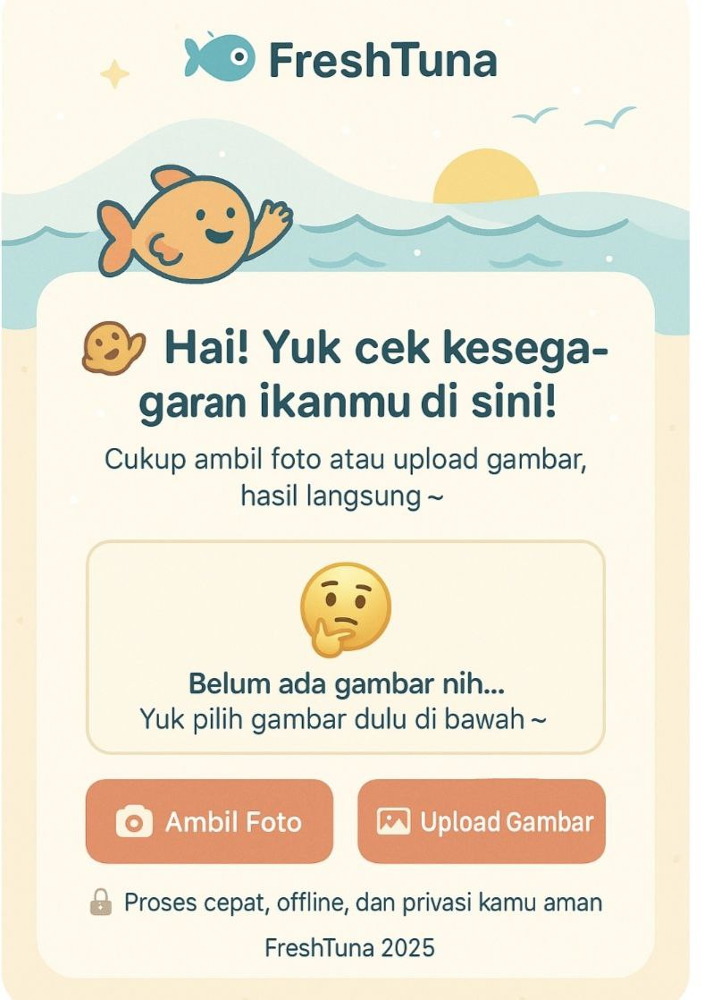 FreshTuna
Hai! Yuk cek kesega-
garan ikanmu di sini!
Cukup ambil foto atau upload gambar,
hasil langsung ~
Belum ada gambar nih...
Yuk pilih gambar dulu di bawah ~
Ambil Foto
Upload Gambar
Proses cepat, offline, dan privasi kamu aman
FreshTuna 2025